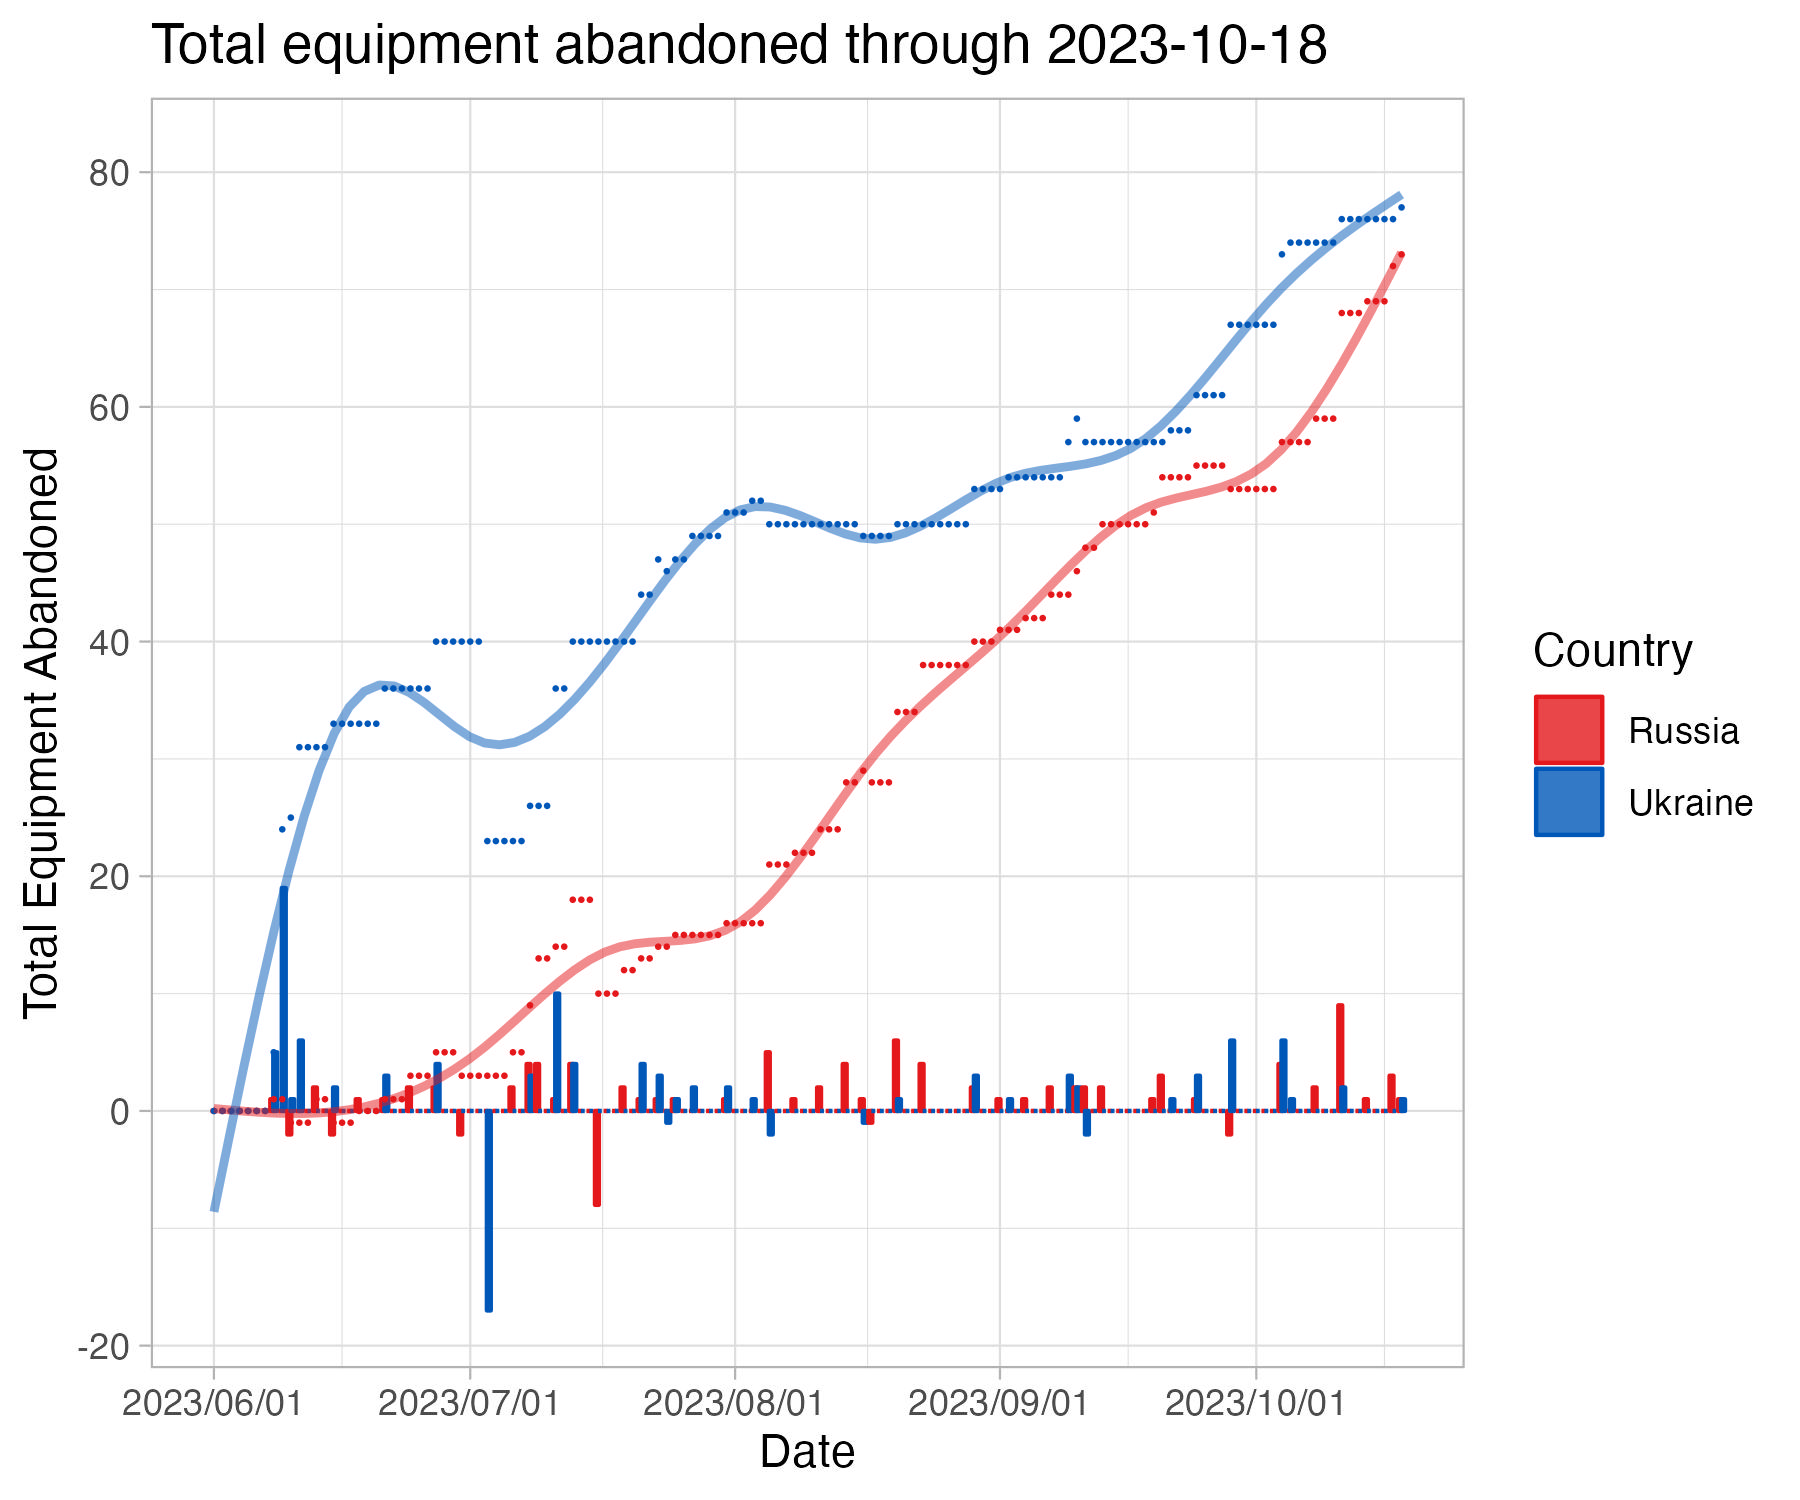 Total equipment abandoned through 2023-10-18
Total Equipment Abandoned
80
60
40
20
0
-20
2023/06/01
2023/07/01
2023/08/01
2023/09/01
2023/10/01
Date
Country
Russia
Ukraine